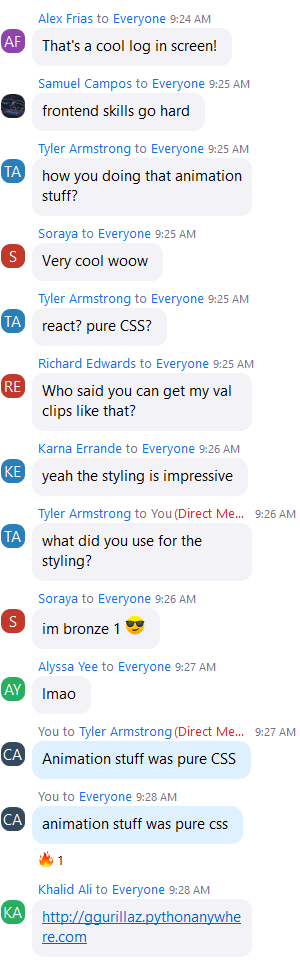 Alex Frias to Everyone 9:24 AM
AF
That's a cool log in screen!
Samuel Campos to Everyone 9:25 AM
frontend skills go hard
Tyler Armstrong to Everyone 9:25 AM
TA
how you doing that animation
stuff?
Soraya to Everyone 9:25 AM
S
Very cool woow
Tyler Armstrong to Everyone 9:25 AM
TA
react? pure CSS?
Richard Edwards to Everyone 9:25 AM
RE
Who said you can get my val
clips like that?
Karna Errande to Everyone 9:26 AM
KE
yeah the styling is impressive
Tyler Armstrong to You (Direct Me... 9:26 AM
TA
what did you use for the
styling?
Soraya to Everyone 9:26 AM
S
im bronze 1 😎
Alyssa Yee to Everyone 9:27 AM
AY
lmao
You to Tyler Armstrong (Direct Me... 9:27 AM
CA
Animation stuff was pure CSS
You to Everyone 9:28 AM
CA
animation stuff was pure css
🔥 1
Khalid Ali to Everyone 9:28 AM
KA
http://ggurillaz.pythonanywhe
re.com